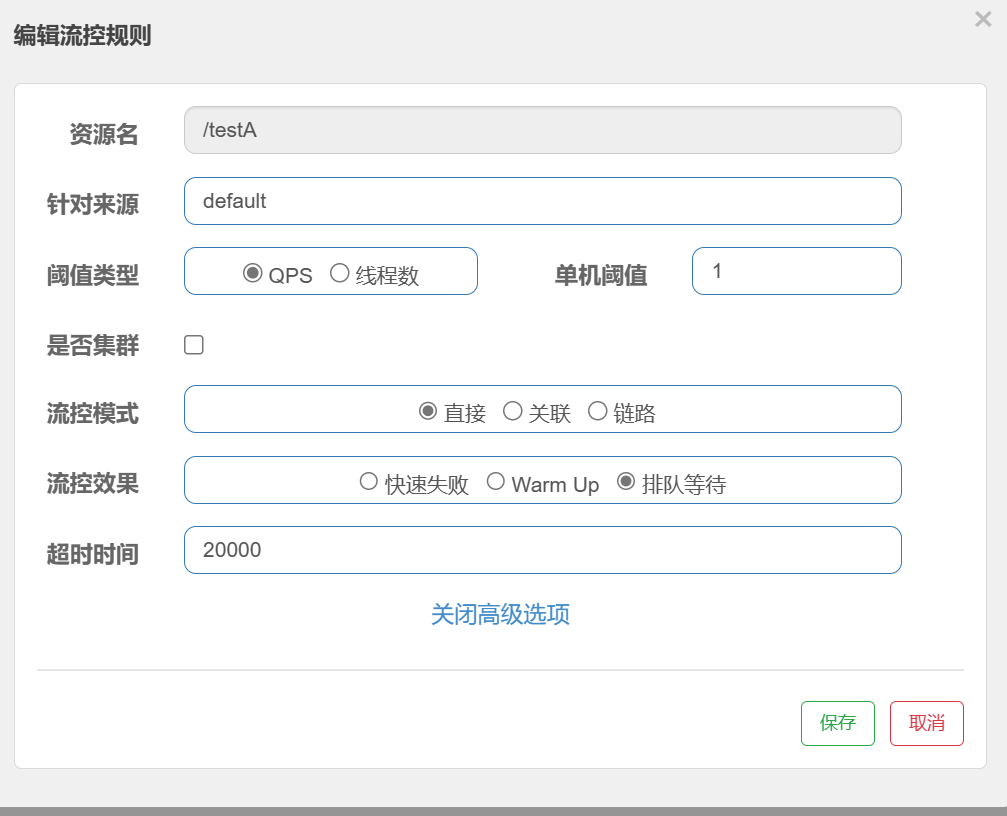 编辑流控规则
×
资源名 /testA
针对来源 default
阈值类型 QPS 线程数 单机阈值 1
是否集群
流控模式 直接 关联 链路
流控效果 快速失败 Warm Up 排队等待
超时时间 20000
关闭高级选项
保存 取消